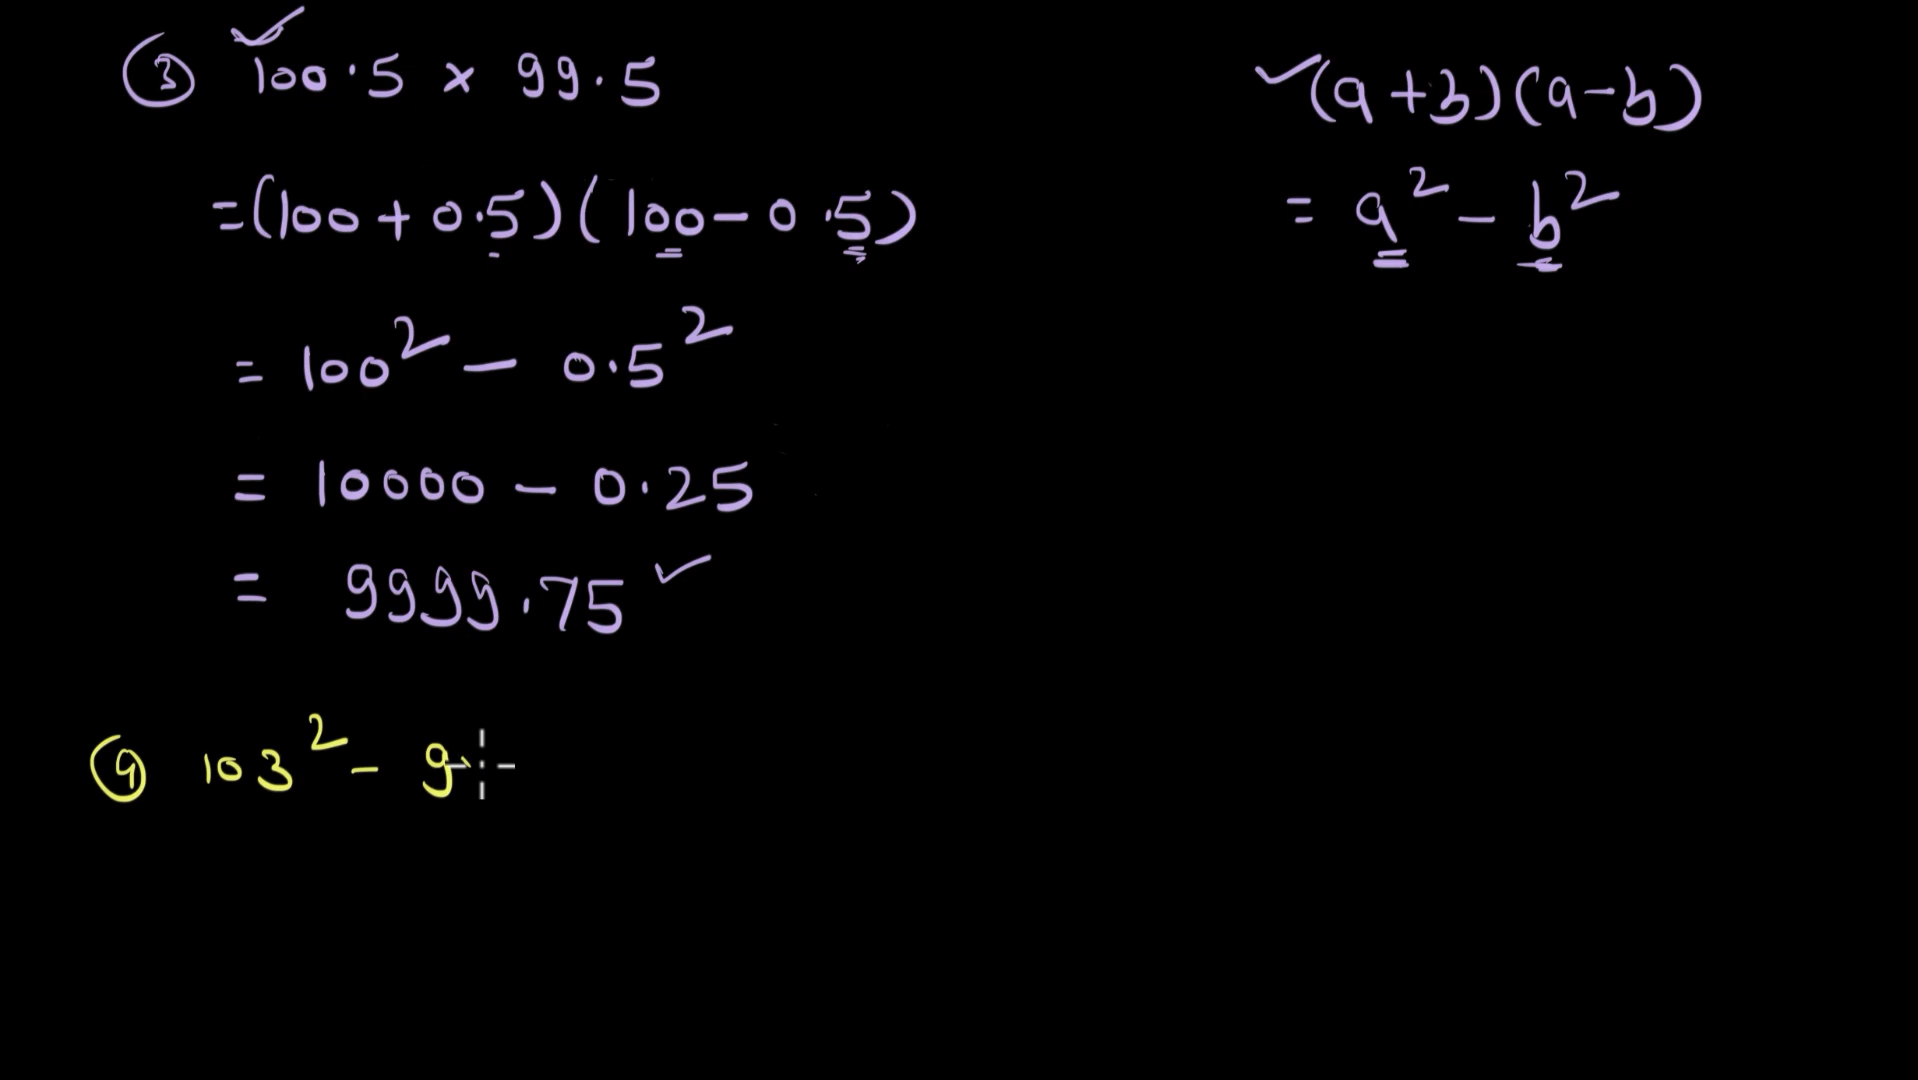 ③ 100.5 × 99.5
= (100 + 0.5)(100 - 0.5)
= 100² - 0.5²
= 10000 - 0.25
= 9999.75 ✓
✓(a + b)(a - b)
= a² - b²
④ 103² - 9